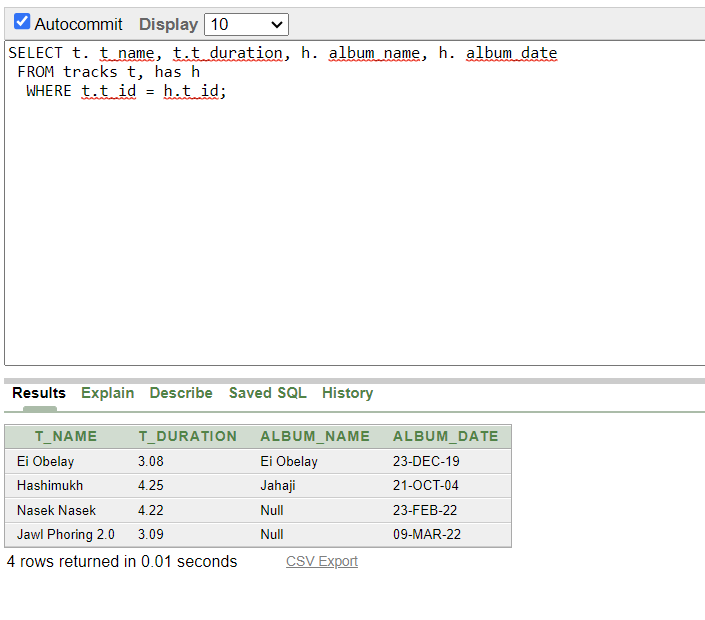 Autocommit Display 10
SELECT t. t_name, t.t_duration, h. album_name, h. album_date
FROM tracks t, has h
WHERE t.t_id = h.t_id;
Results Explain Describe Saved SQL History
T_NAME T_DURATION ALBUM_NAME ALBUM_DATE
Ei Obelay 3.08 Ei Obelay 23-DEC-19
Hashimukh 4.25 Jahaji 21-OCT-04
Nasek Nasek 4.22 Null 23-FEB-22
Jawl Phoring 2.0 3.09 Null 09-MAR-22
4 rows returned in 0.01 seconds CSV Export